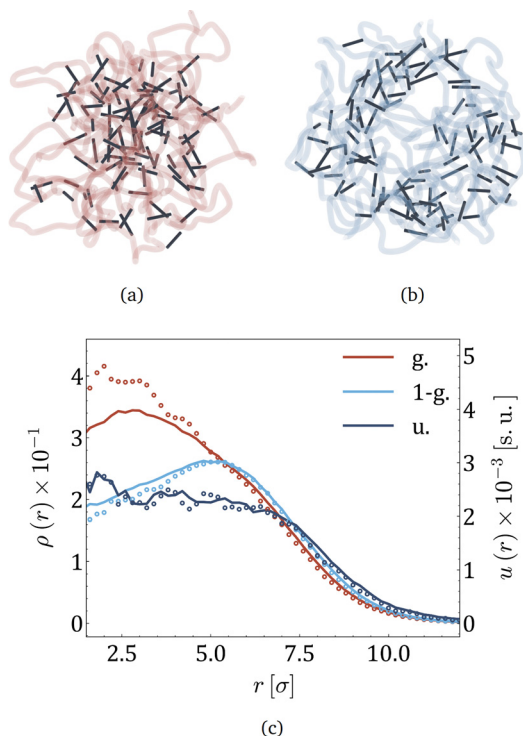 (a)
(b)
g.
1-g.
u.
ρ (r) × 10⁻¹
u (r) × 10⁻³ [s. u.]
4
3
2
1
0
5
4
3
2
1
0
2.5 5.0 7.5 10.0
r [σ]
(c)